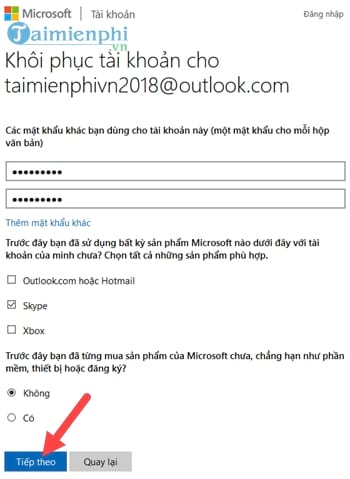 Microsoft | Tài khoản
Đăng nhập
Taimienphi
.vn
Khôi phục tài khoản cho
taimienphivn2018@outlook.com
Các mật khẩu khác bạn dùng cho tài khoản này (một mật khẩu cho mỗi hộp
văn bản)
•••••••••
•••••••••
Thêm mật khẩu khác
Trước đây bạn đã sử dụng bất kỳ sản phẩm Microsoft nào dưới đây với tài
khoản của mình chưa? Chọn tất cả những sản phẩm phù hợp.
Outlook.com hoặc Hotmail
Skype
Xbox
Trước đây bạn đã từng mua sản phẩm của Microsoft chưa, chẳng hạn như phần
mềm, thiết bị hoặc đăng ký?
Không
Có
Tiếp theo
Quay lại